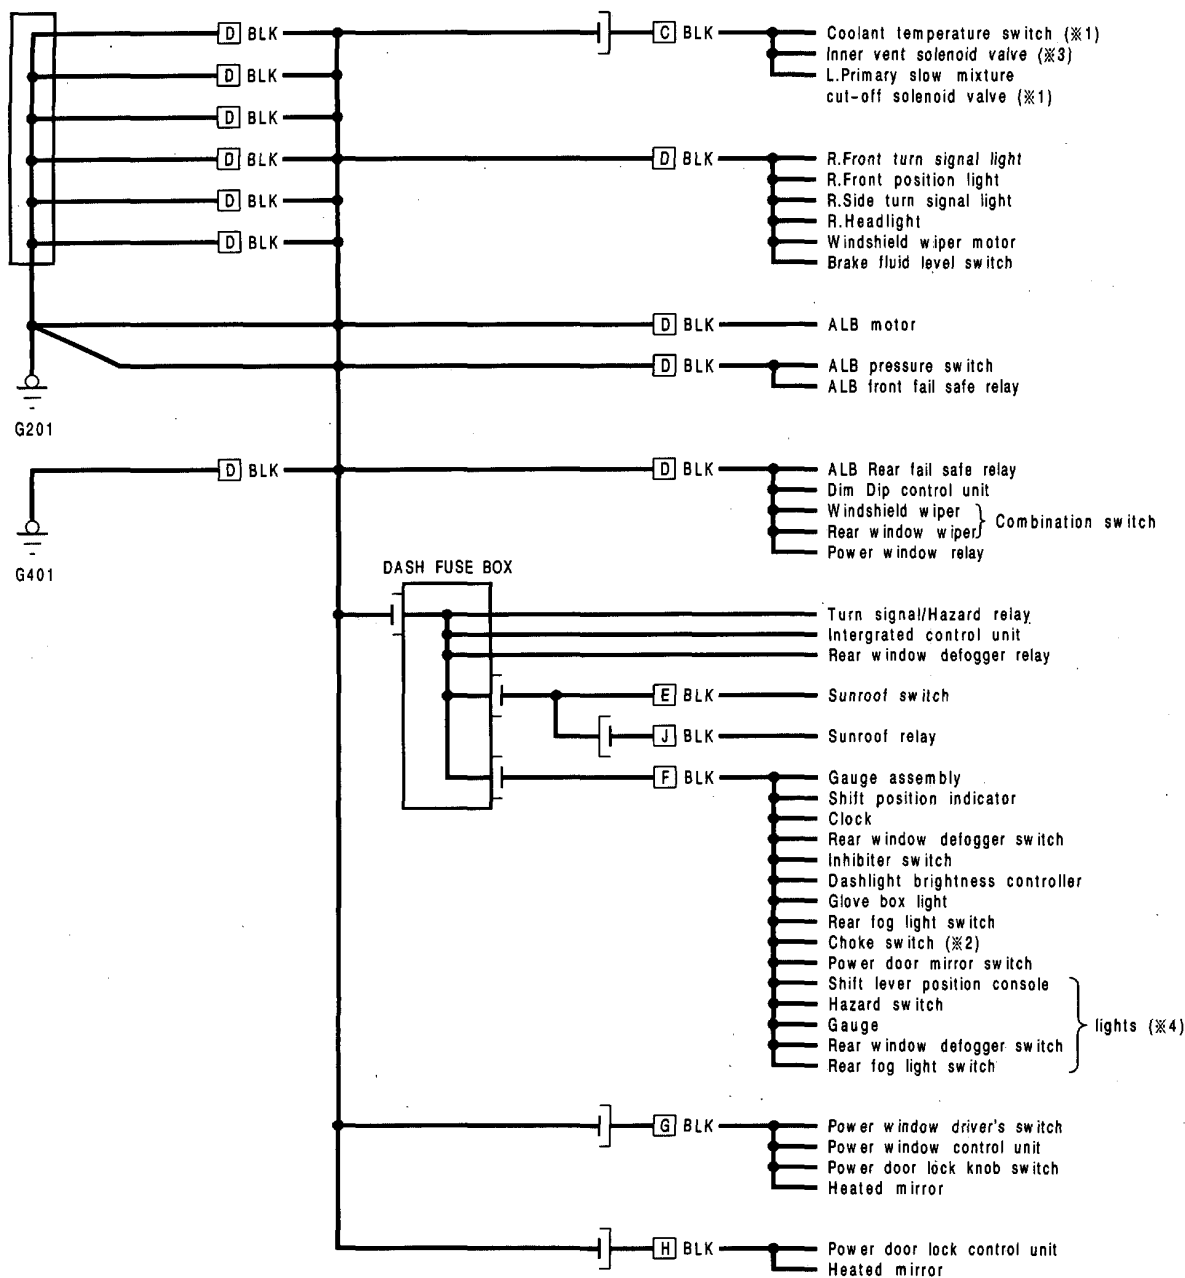 D BLK
C BLK
Coolant temperature switch (※1)
Inner vent solenoid valve (※3)
D BLK
L.Primary slow mixture
cut-off solenoid valve (※1)
D BLK
D BLK
D BLK
R.Front turn signal light
R.Front position light
D BLK
R.Side turn signal light
R.Headlight
D BLK
Windshield wiper motor
Brake fluid level switch
D BLK
ALB motor
D BLK
ALB pressure switch
ALB front fail safe relay
G201
D BLK
D BLK
ALB Rear fail safe relay
Dim Dip control unit
Windshield wiper
Rear window wiper
Combination switch
Power window relay
G401
DASH FUSE BOX
Turn signal/Hazard relay
Intergrated control unit
Rear window defogger relay
E BLK
Sunroof switch
J BLK
Sunroof relay
F BLK
Gauge assembly
Shift position indicator
Clock
Rear window defogger switch
Inhibiter switch
Dashlight brightness controller
Glove box light
Rear fog light switch
Choke switch (※2)
Power door mirror switch
Shift lever position console
Hazard switch
Gauge
Rear window defogger switch
Rear fog light switch
lights (※4)
G BLK
Power window driver's switch
Power window control unit
Power door lock knob switch
Heated mirror
H BLK
Power door lock control unit
Heated mirror